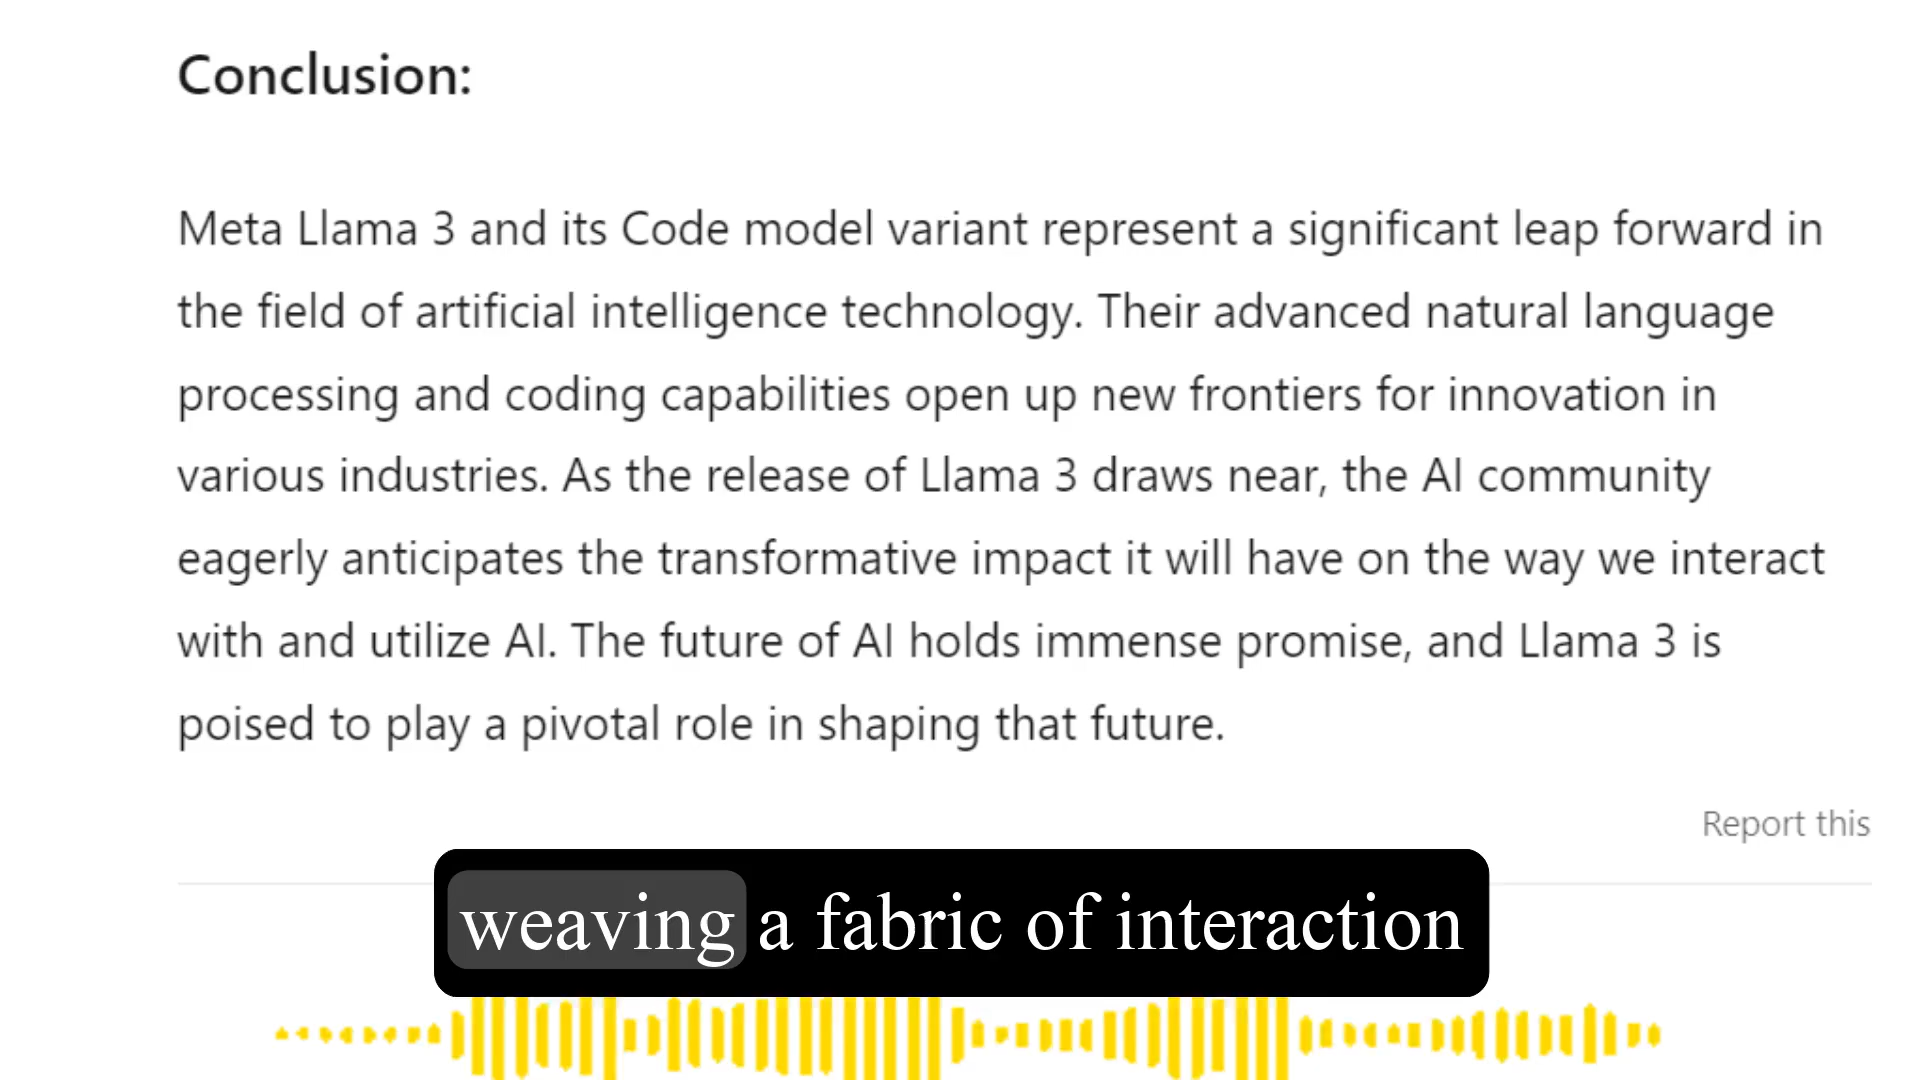 Conclusion:
Meta Llama 3 and its Code model variant represent a significant leap forward in
the field of artificial intelligence technology. Their advanced natural language
processing and coding capabilities open up new frontiers for innovation in
various industries. As the release of Llama 3 draws near, the AI community
eagerly anticipates the transformative impact it will have on the way we interact
with and utilize AI. The future of AI holds immense promise, and Llama 3 is
poised to play a pivotal role in shaping that future.
Report this
weaving a fabric of interaction